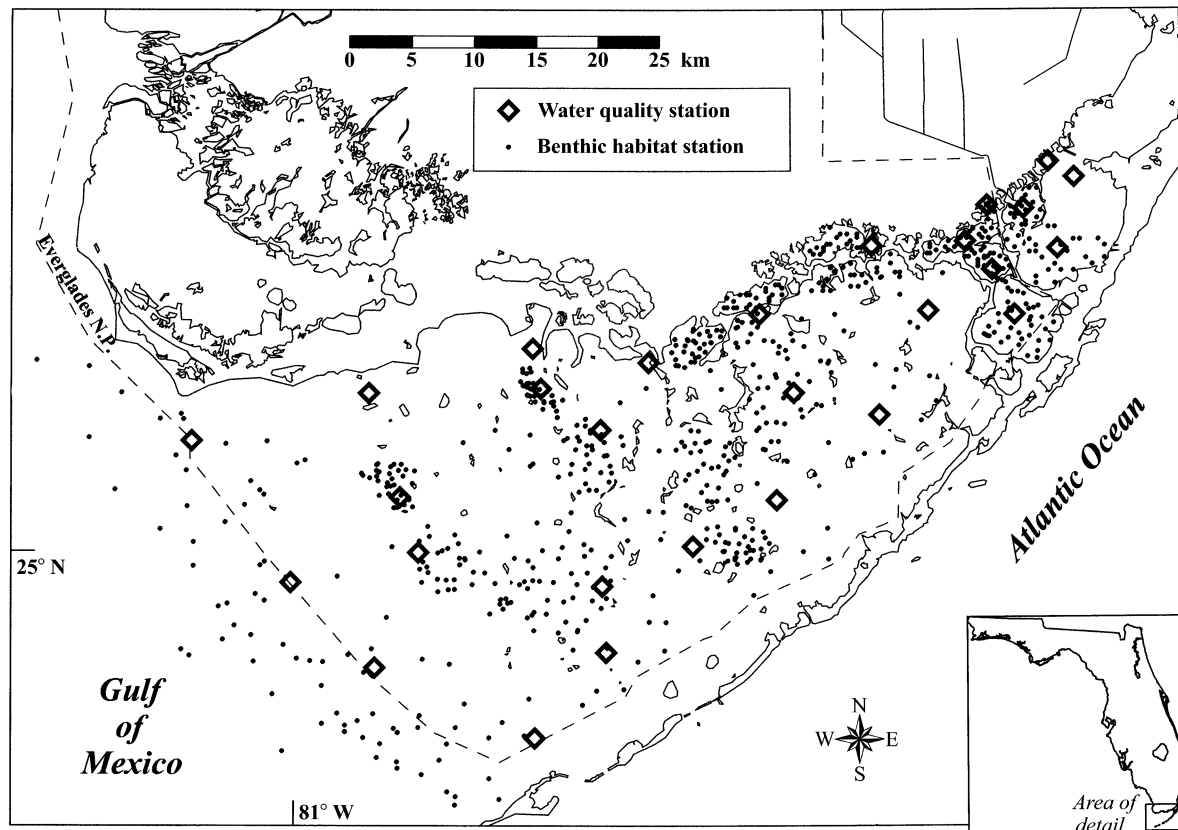 0 5 10 15 20 25 km
Water quality station
Benthic habitat station
Everglades N.P.
Atlantic Ocean
25° N
Gulf
of
Mexico
N
W E
S
81° W
Area of
detail